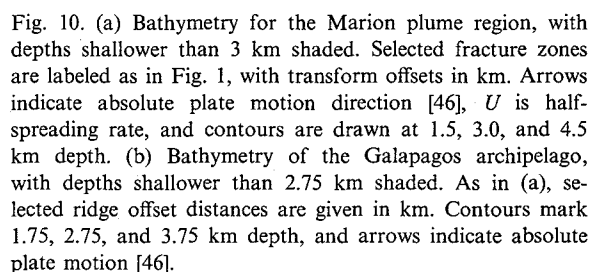 Fig. 10. (a) Bathymetry for the Marion plume region, with
depths shallower than 3 km shaded. Selected fracture zones
are labeled as in Fig. 1, with transform offsets in km. Arrows
indicate absolute plate motion direction [46], U is half-
spreading rate, and contours are drawn at 1.5, 3.0, and 4.5
km depth. (b) Bathymetry of the Galapagos archipelago,
with depths shallower than 2.75 km shaded. As in (a), se-
lected ridge offset distances are given in km. Contours mark
1.75, 2.75, and 3.75 km depth, and arrows indicate absolute
plate motion [46].